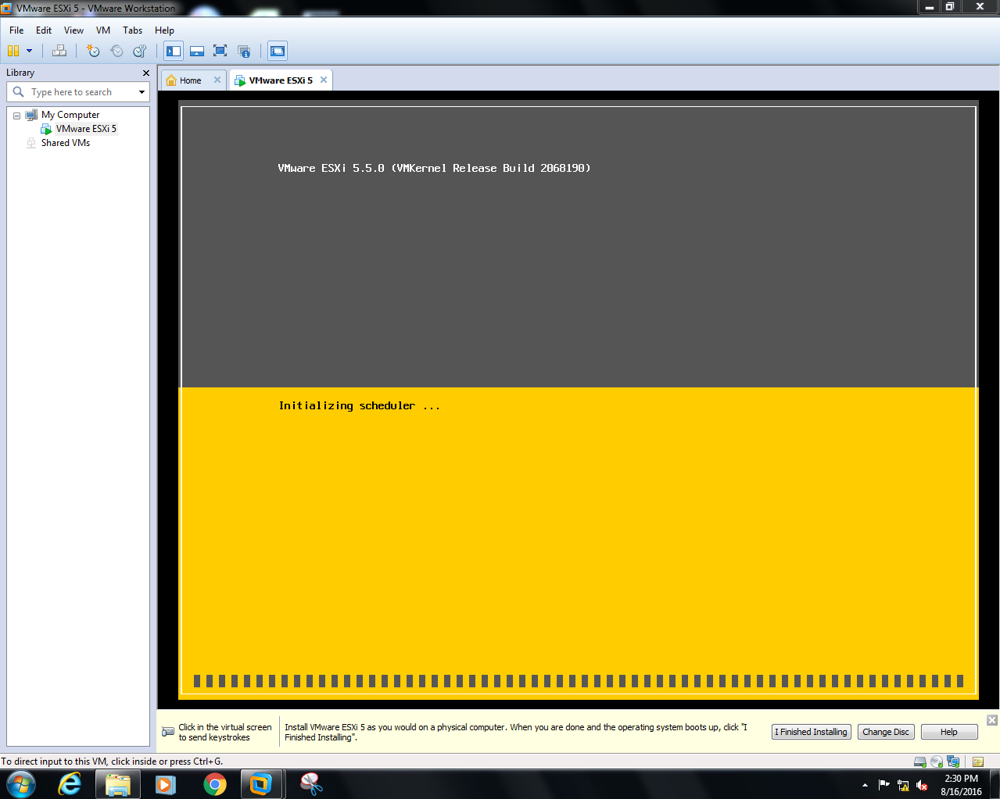 VMware ESXi 5 - VMware Workstation
File Edit View VM Tabs Help
Library
Type here to search
My Computer
VMware ESXi 5
Shared VMs
Home
VMware ESXi 5
VMware ESXi 5.5.0 (VMKernel Release Build 2068190)
Initializing scheduler ...
Click in the virtual screen
to send keystrokes
Install VMware ESXi 5 as you would on a physical computer. When you are done and the operating system boots up, click "I
Finished Installing".
I Finished Installing
Change Disc
Help
To direct input to this VM, click inside or press Ctrl+G.
2:30 PM
8/16/2016